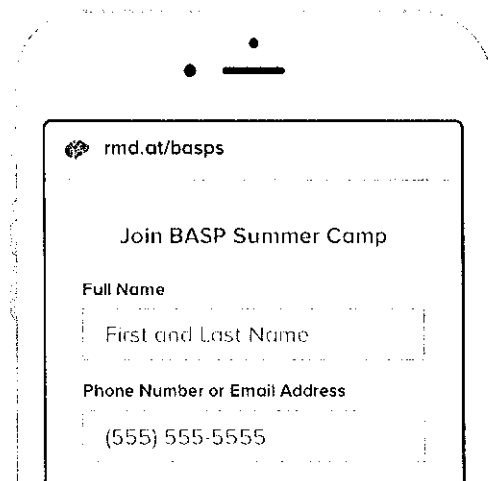 rmd.at/basps
Join BASP Summer Camp
Full Name
First and Last Name
Phone Number or Email Address
(555) 555-5555